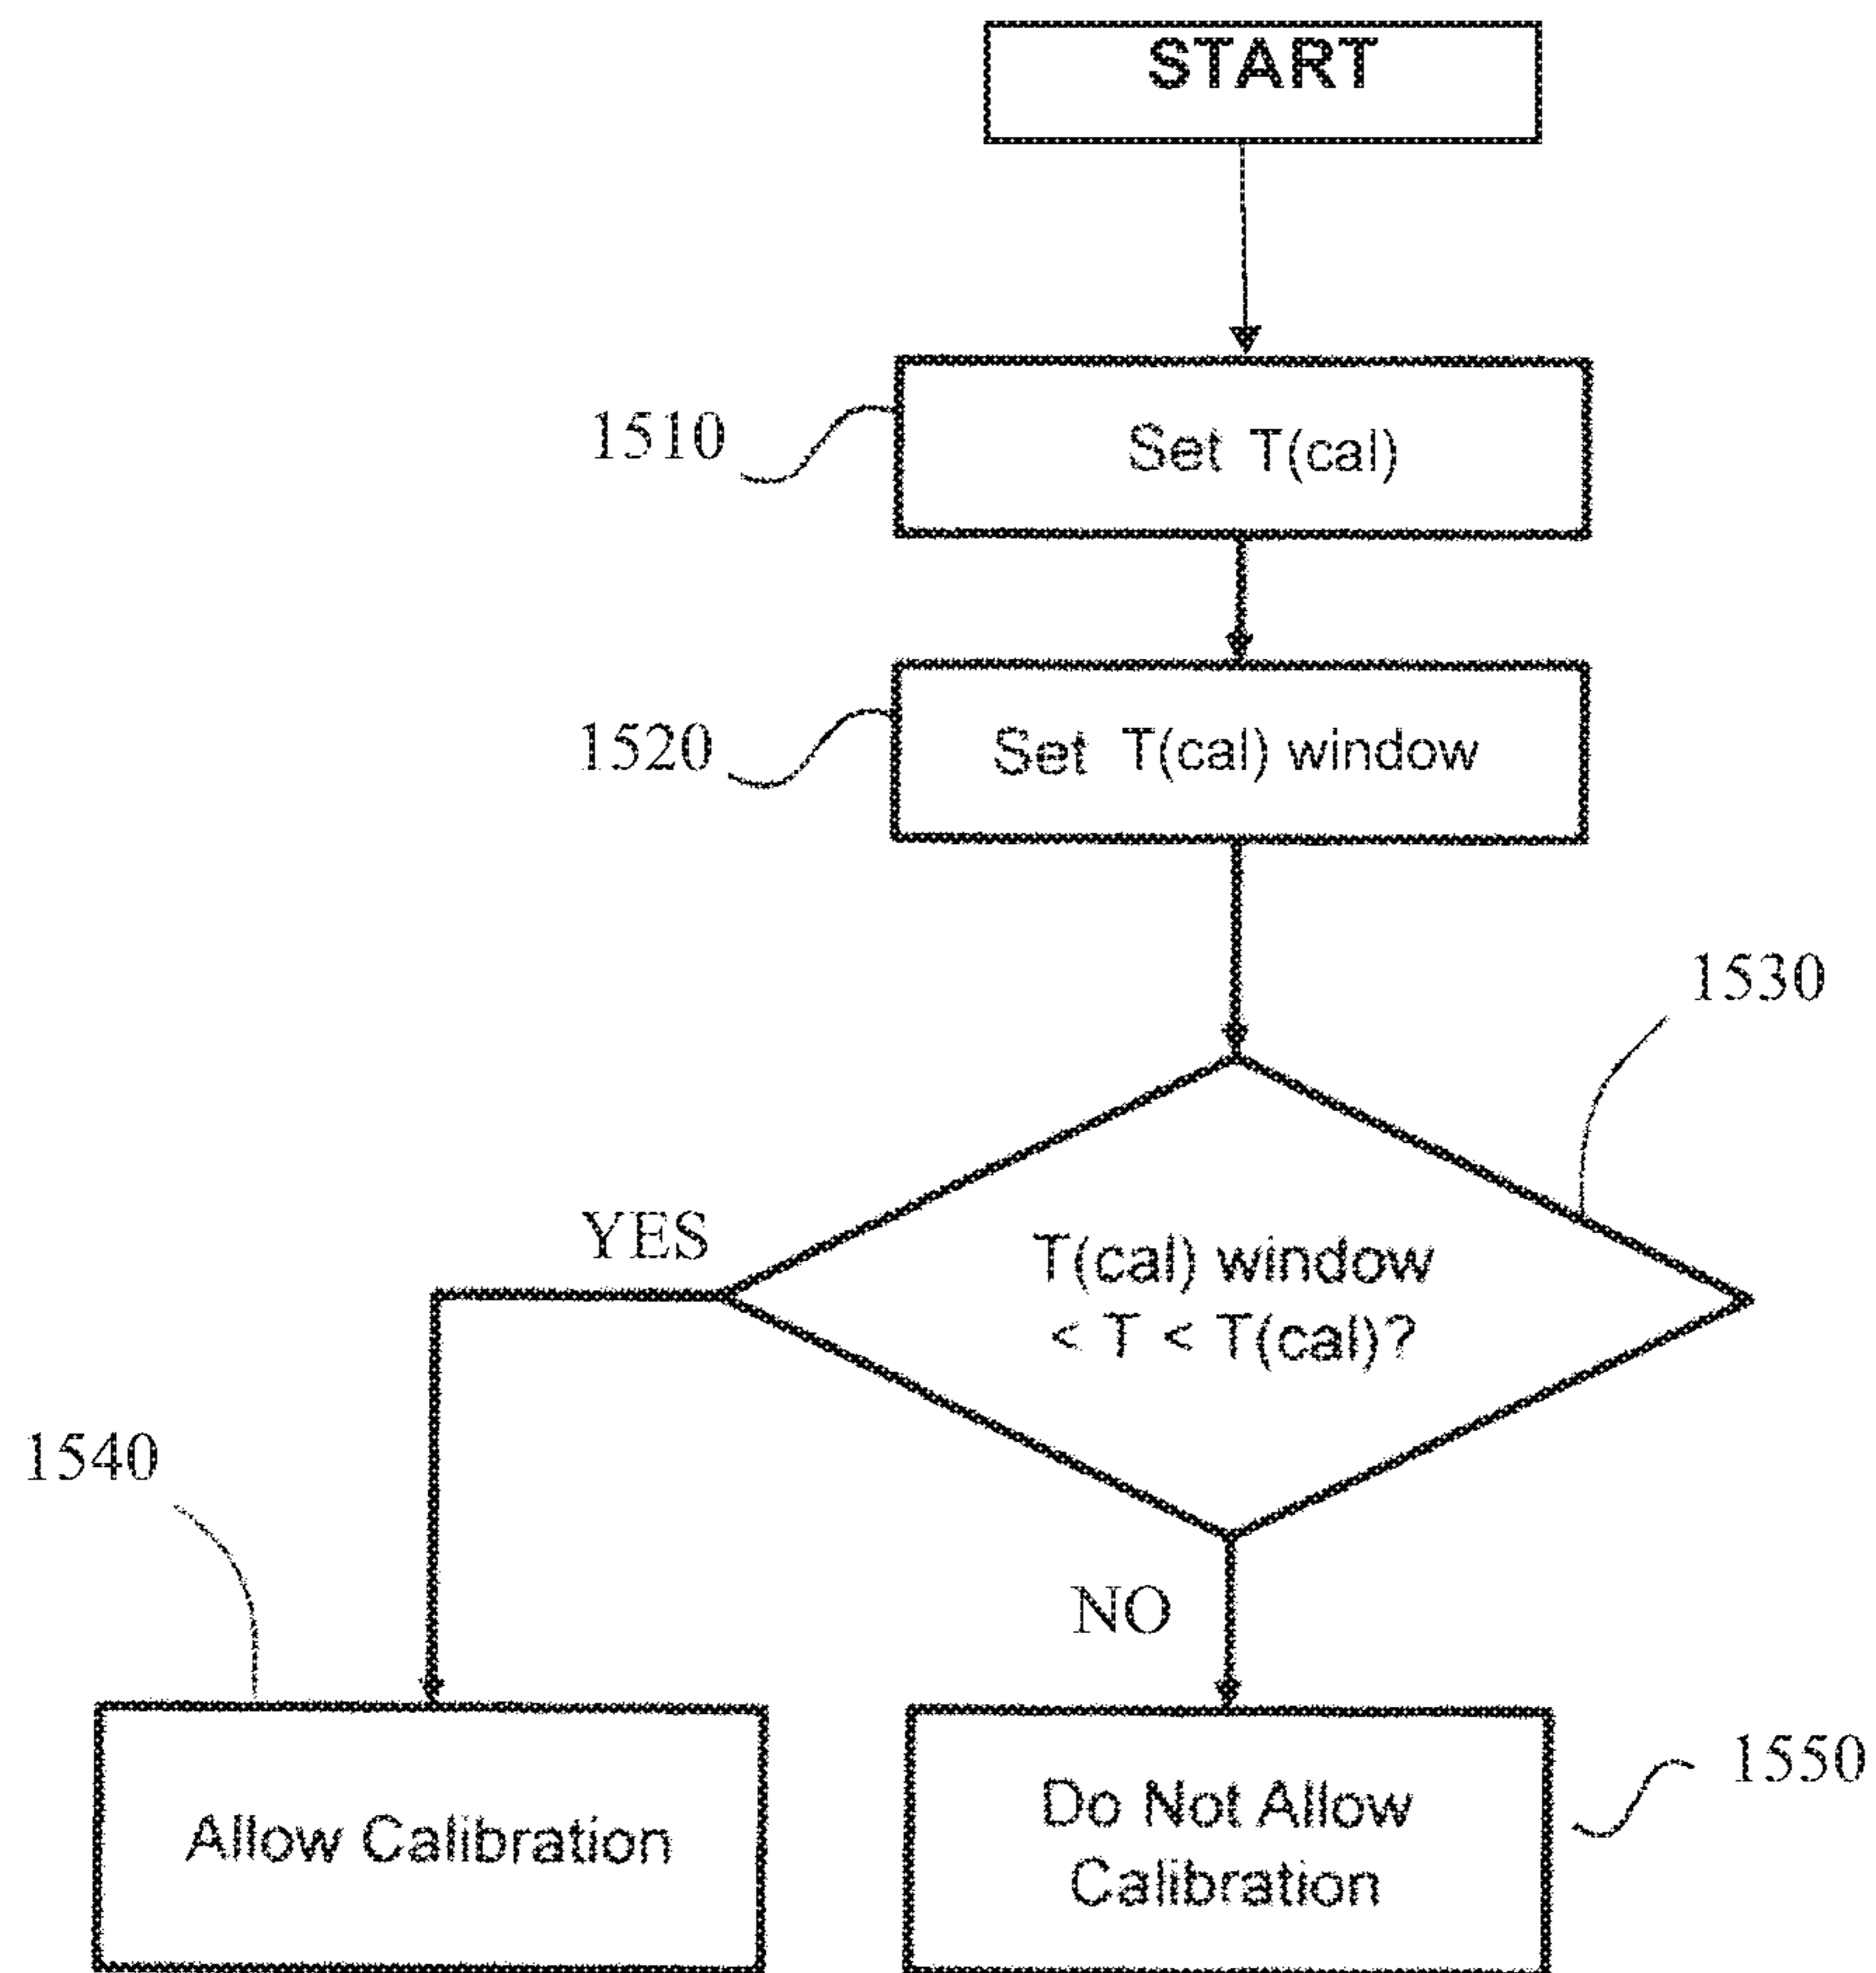 START
1510
Set T(cal)
1520
Set T(cal) window
1530
YES
T(cal) window
< T < T(cal)?
1540
NO
Allow Calibration
Do Not Allow
Calibration
1550